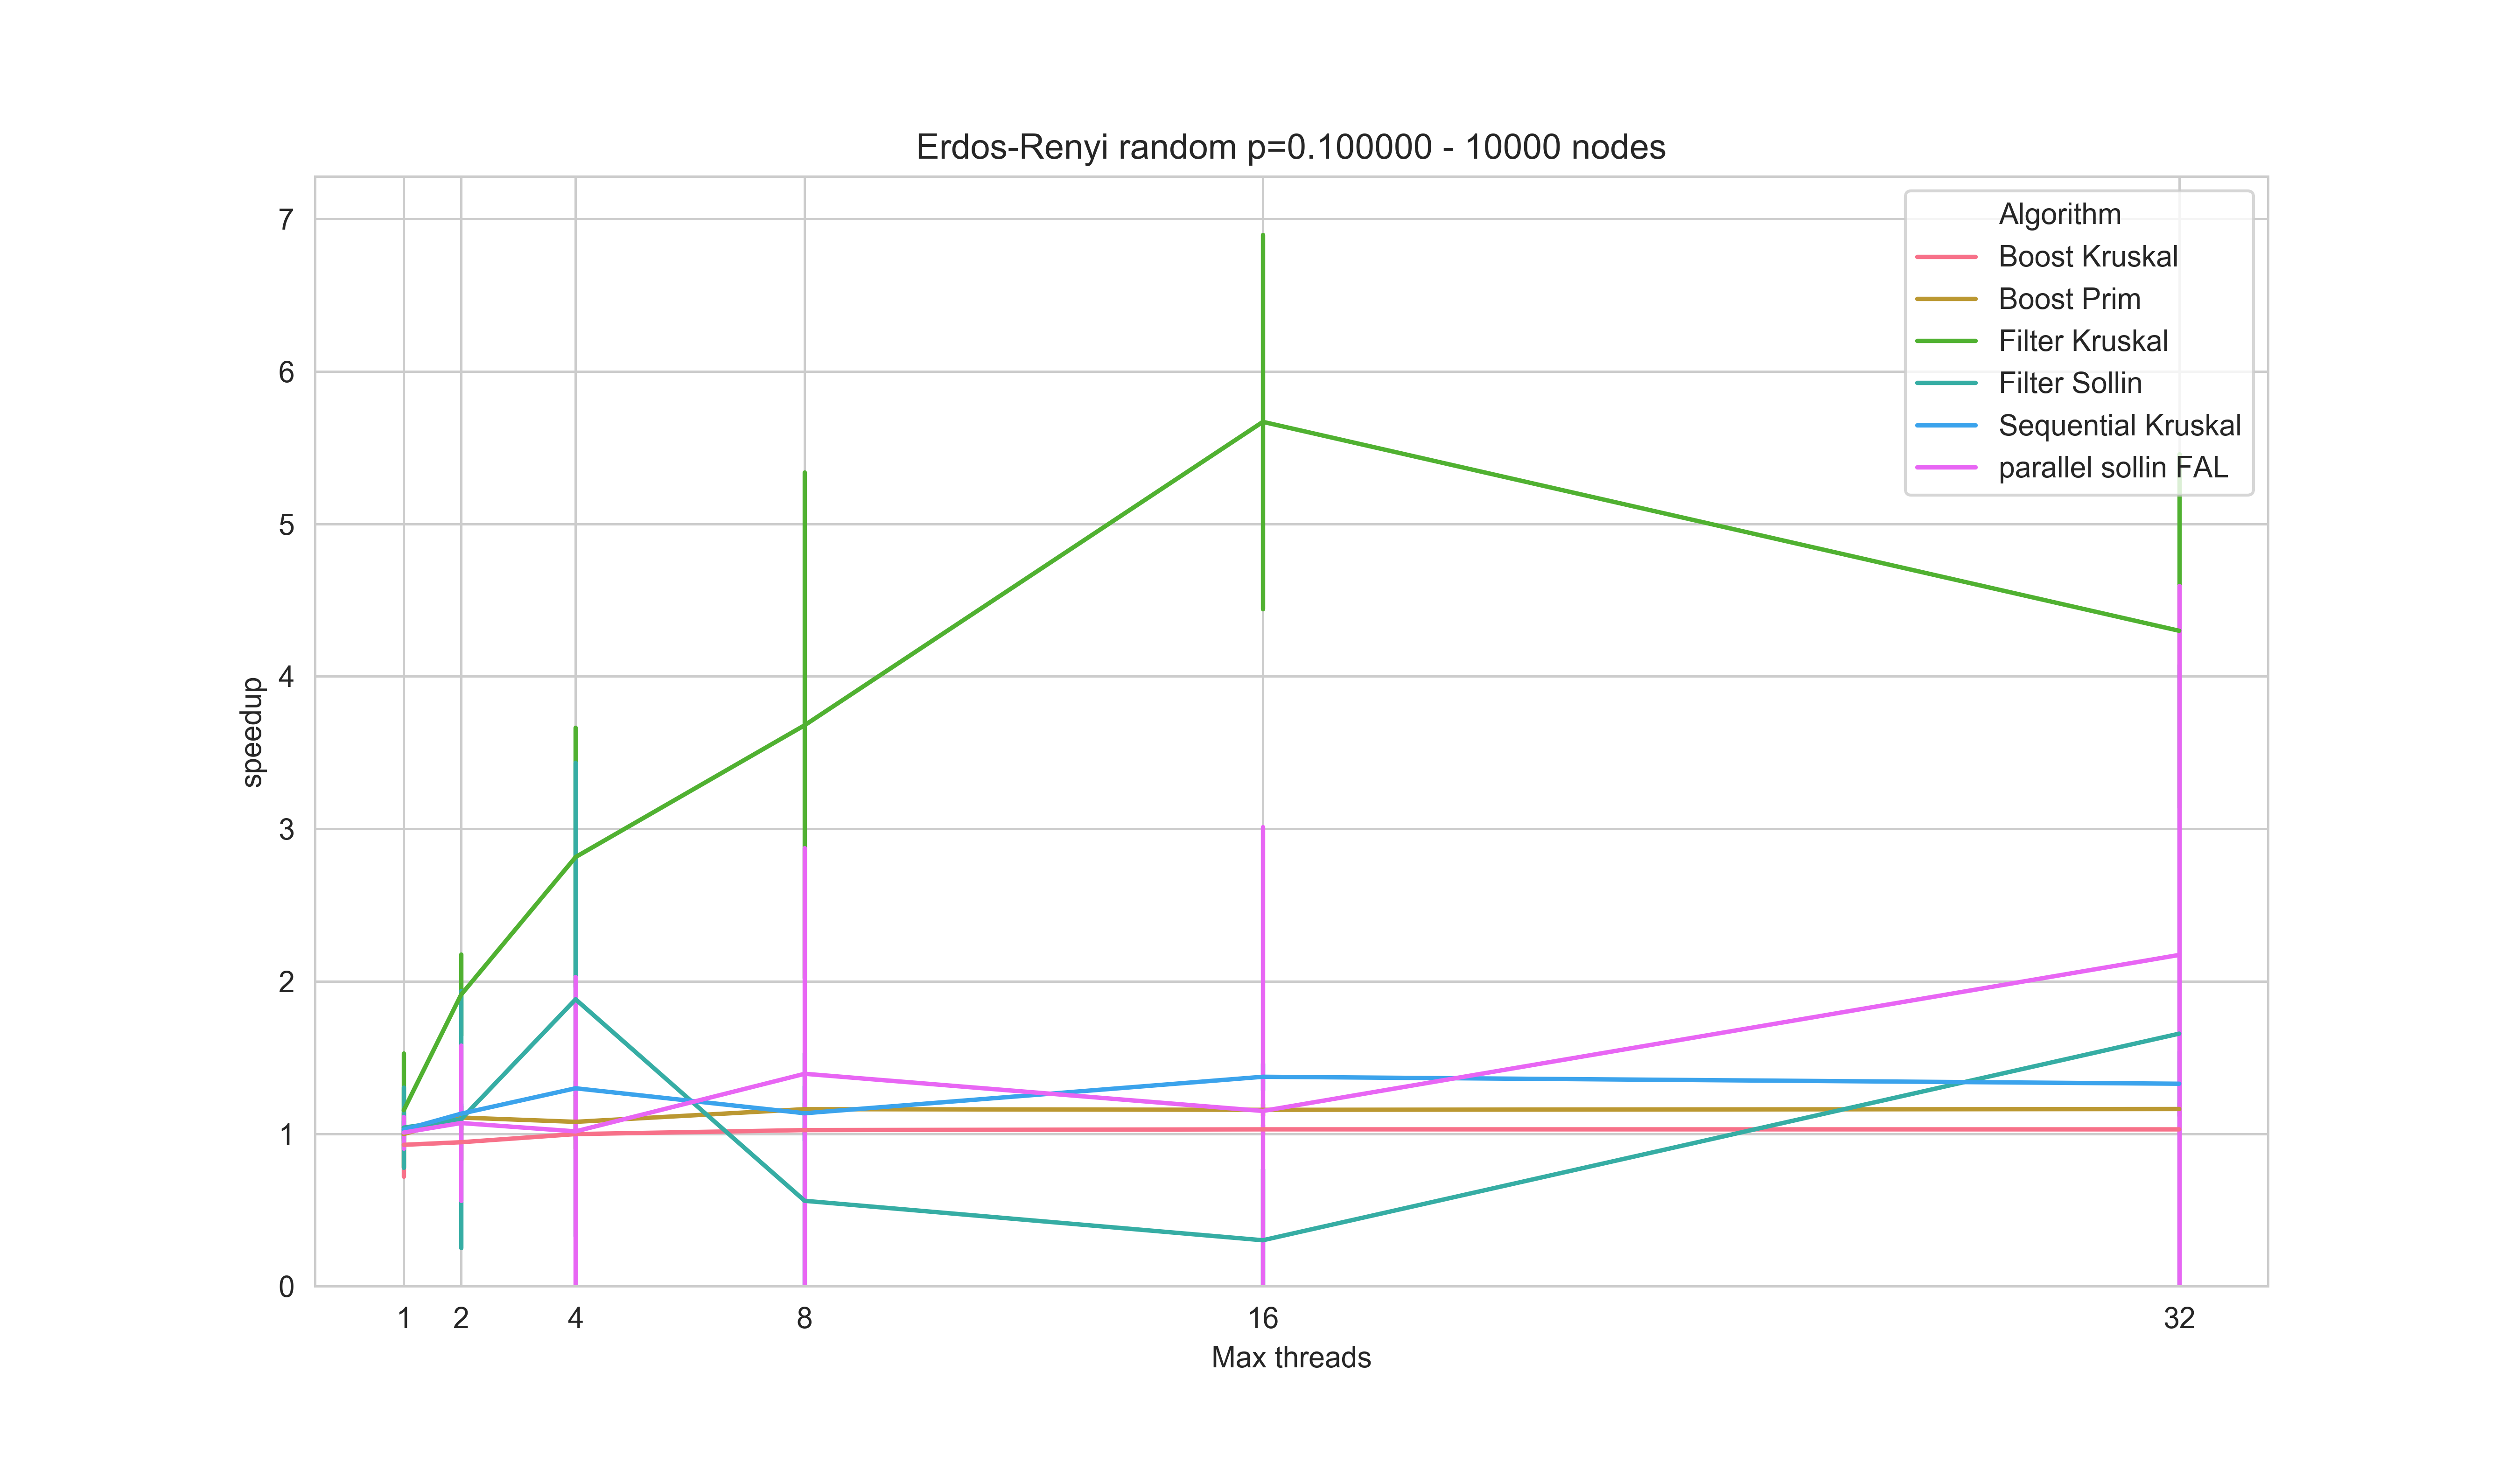 Erdos-Renyi random p=0.100000 - 10000 nodes
7
6
5
4
3
2
1
0
speedup
Algorithm
Boost Kruskal
Boost Prim
Filter Kruskal
Filter Sollin
Sequential Kruskal
parallel sollin FAL
1 2 4 8 16 32
Max threads